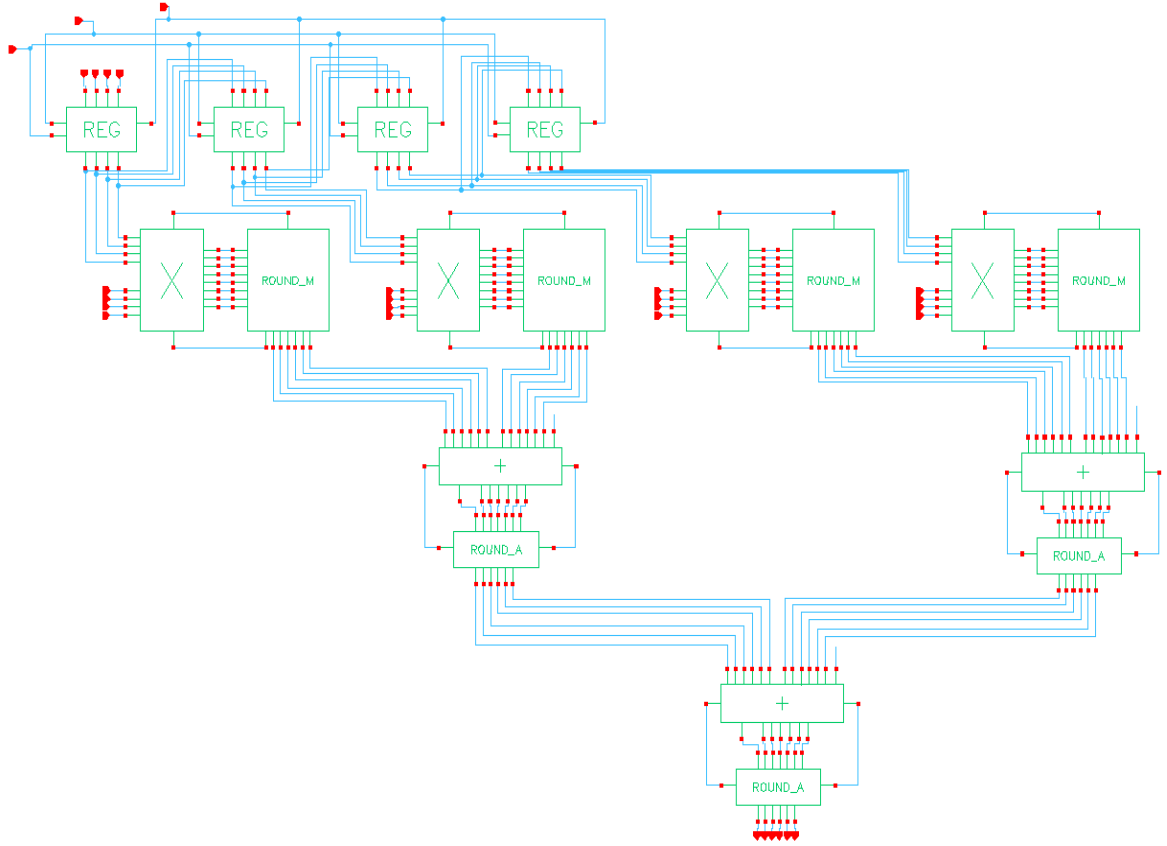 REG REG REG REG
X ROUND_M X ROUND_M X ROUND_M X ROUND_M
+ +
ROUND_A ROUND_A
+
ROUND_A